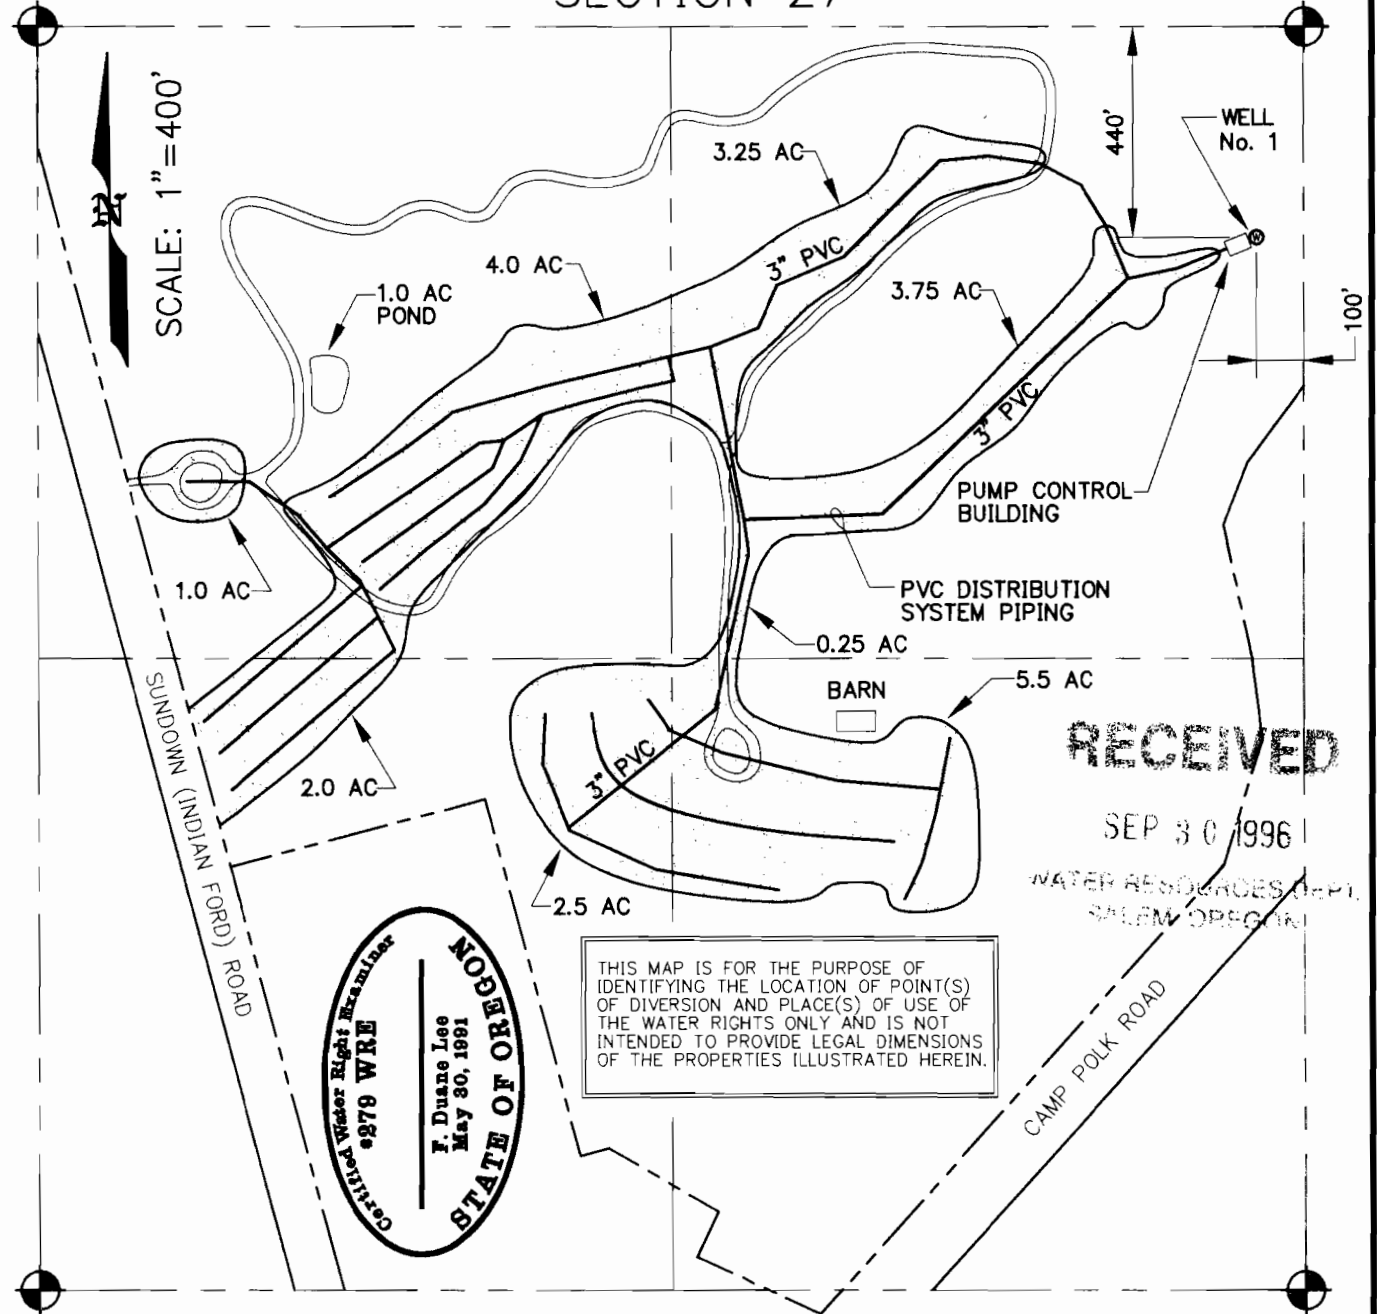 SECTION 27
N
SCALE: 1"=400'
3.25 AC
440'
WELL
No. 1
4.0 AC
3" PVC
1.0 AC
POND
3.75 AC
100'
3" PVC
PUMP CONTROL
BUILDING
1.0 AC
PVC DISTRIBUTION
SYSTEM PIPING
0.25 AC
BARN
5.5 AC
SUNDOWN (INDIAN FORD) ROAD
2.0 AC
3" PVC
RECEIVED
SEP 30 1996
WATER RESOURCES DEPT.
SALEM, OREGON
2.5 AC
Certified Water Right Examiner
#279 WRE
F. Duane Lee
May 30, 1991
STATE OF OREGON
THIS MAP IS FOR THE PURPOSE OF
IDENTIFYING THE LOCATION OF POINT(S)
OF DIVERSION AND PLACE(S) OF USE OF
THE WATER RIGHTS ONLY AND IS NOT
INTENDED TO PROVIDE LEGAL DIMENSIONS
OF THE PROPERTIES ILLUSTRATED HEREIN.
CAMP POLK ROAD
W